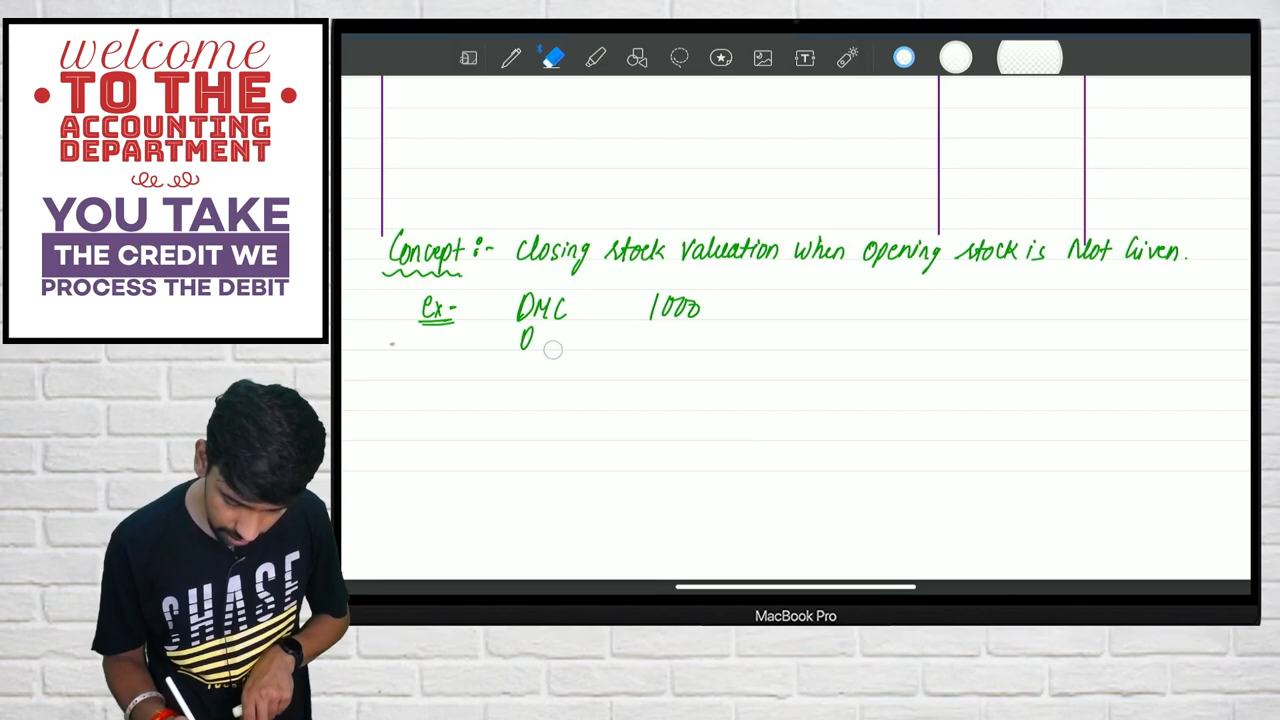 welcome
TO THE
ACCOUNTING
DEPARTMENT
YOU TAKE
THE CREDIT WE
PROCESS THE DEBIT
Concept :- Closing stock valuation when opening stock is Not Given.
ex- DMC 1000
D
CHASE
MacBook Pro